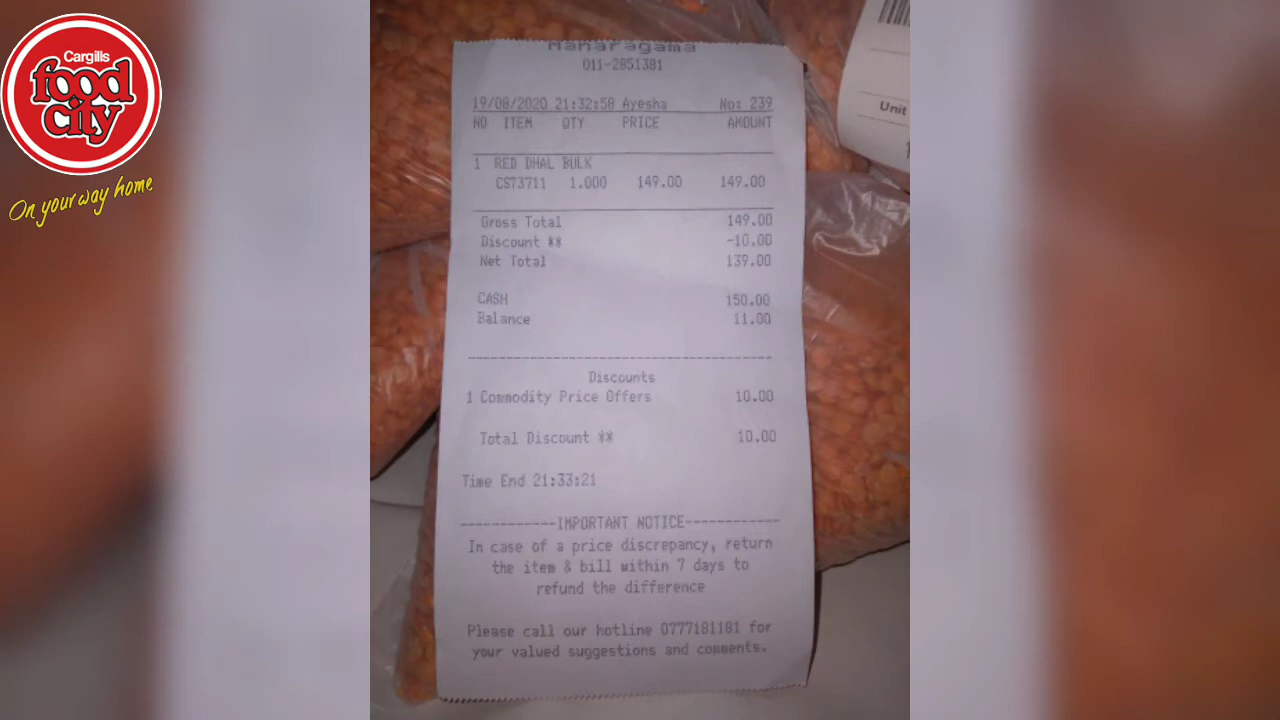 Cargills
food
city
On your way home
Maharagama
011-2851381
19/08/2020 21:32:58 Ayesha No: 239
NO ITEM QTY PRICE AMOUNT
1 RED DHAL BULK
CS73711 1.000 149.00 149.00
Gross Total 149.00
Discount ** -10.00
Net Total 139.00
CASH 150.00
Balance 11.00
Discounts
1 Commodity Price Offers 10.00
Total Discount ** 10.00
Time End 21:33:21
------------IMPORTANT NOTICE------------
In case of a price discrepancy, return
the item & bill within 7 days to
refund the difference
Please call our hotline 0777181181 for
your valued suggestions and comments.
Unit